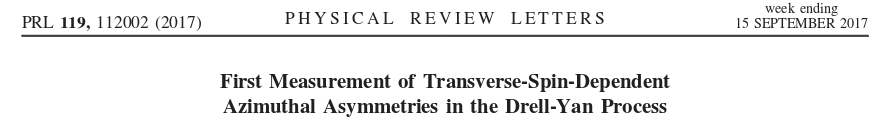 PRL 119, 112002 (2017)
PHYSICAL REVIEW LETTERS
week ending
15 SEPTEMBER 2017
First Measurement of Transverse-Spin-Dependent
Azimuthal Asymmetries in the Drell-Yan Process